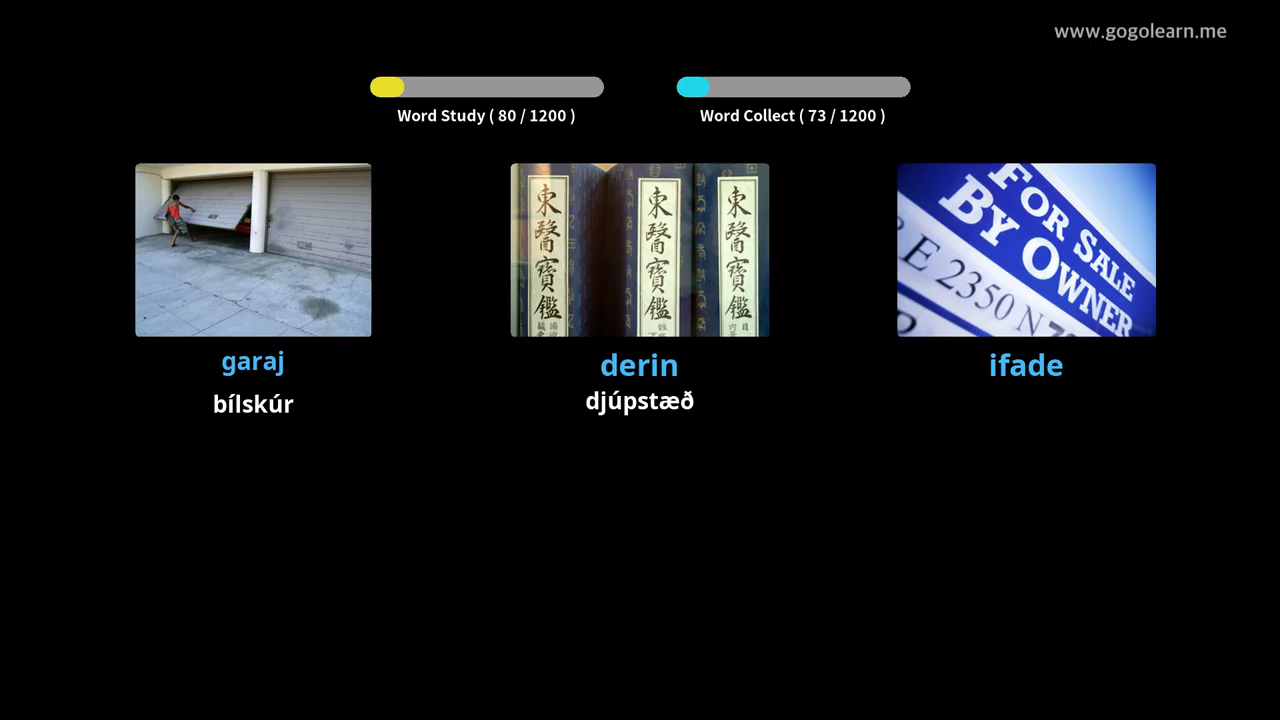 www.gogolearn.me
Word Study ( 80 / 1200 )
Word Collect ( 73 / 1200 )
東醫寶鑑
東醫寶鑑
東醫寶鑑
FOR SALE
BY OWNER
E 2350 N
garaj
derin
ifade
bílskúr
djúpstæð